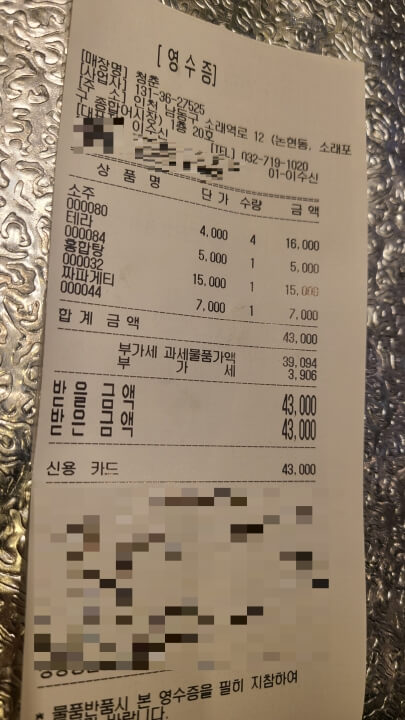 [영수증]
[매장명] 청춘
[사업자] 131-36-27525
[주 소] 인천 남동구 소래역로 12 (논현동, 소래포
구 종합어시장) 1층 20호
[대표자] 이수신 [TEL] 032-719-1020
01-이수신
상 품 명 단 가 수량 금 액
소주
000080 4,000 4 16,000
테라
000084 5,000 1 5,000
홍합탕
000032 15,000 1 15,000
짜파게티
000044 7,000 1 7,000
합 계 금 액 43,000
부가세 과세물품가액 39,094
부 가 세 3,906
받을금액 43,000
받은금액 43,000
신용 카드 43,000
* 물품반품시 본 영수증을 필히 지참하여
바랍니다.